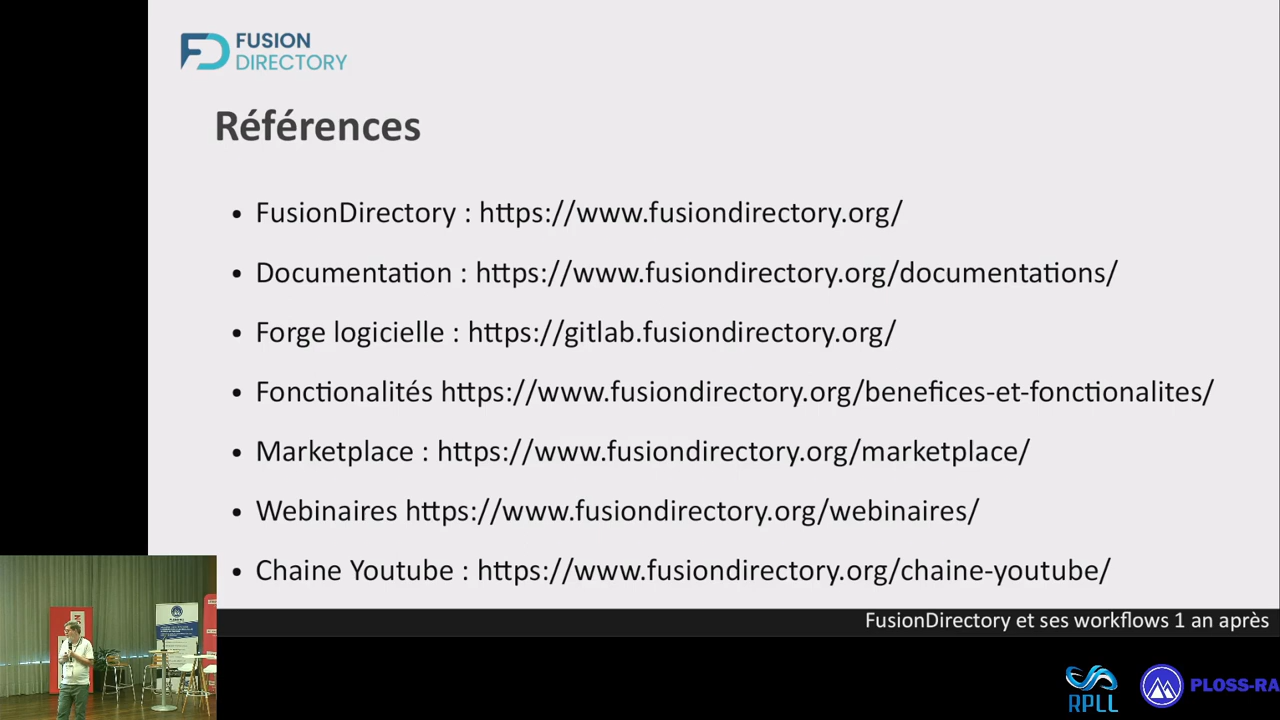 FUSION
DIRECTORY
Références
• FusionDirectory : https://www.fusiondirectory.org/
• Documentation : https://www.fusiondirectory.org/documentations/
• Forge logicielle : https://gitlab.fusiondirectory.org/
• Fonctionalités https://www.fusiondirectory.org/benefices-et-fonctionalites/
• Marketplace : https://www.fusiondirectory.org/marketplace/
• Webinaires https://www.fusiondirectory.org/webinaires/
• Chaine Youtube : https://www.fusiondirectory.org/chaine-youtube/
FusionDirectory et ses workflows 1 an après
RPLL
PLOSS-RA